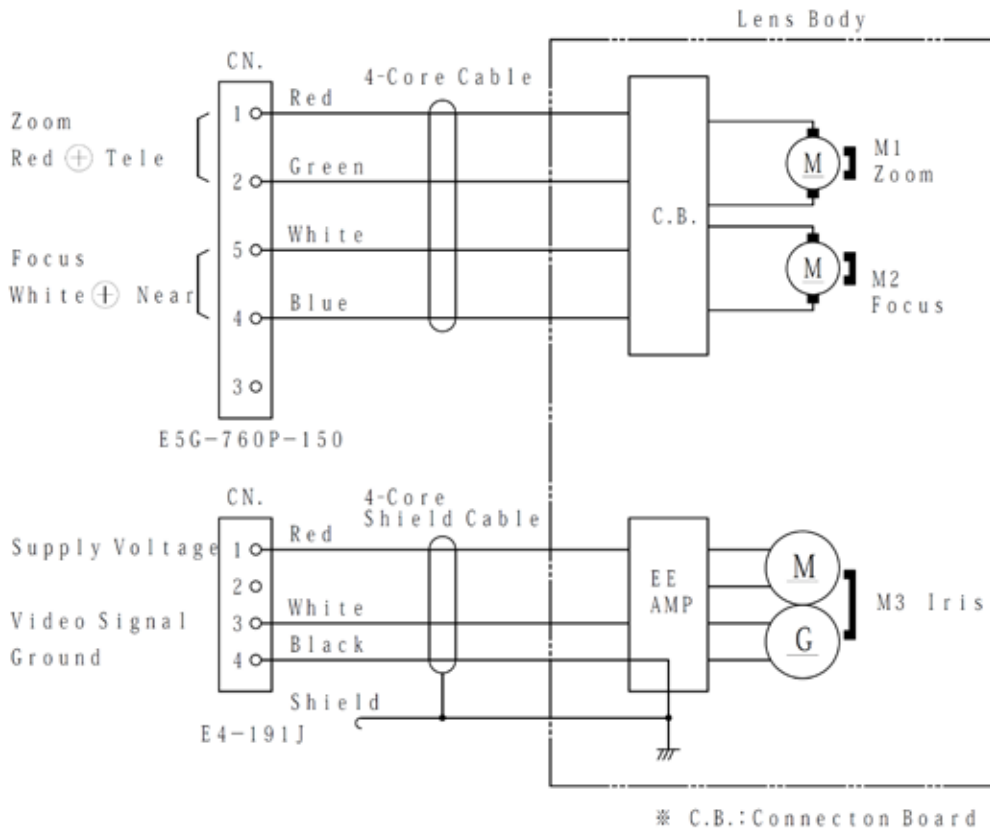 Lens Body
CN.
4-Core Cable
Zoom
Red ⊕ Tele
1
Red
2
Green
Focus
White ⊕ Near
5
White
4
Blue
3
E5G-760P-150
C.B.
M
M1
Zoom
M
M2
Focus
CN.
4-Core
Shield Cable
Supply Voltage
1
Red
2
Video Signal
3
White
Ground
4
Black
Shield
E4-191J
EE
AMP
M
G
M3 Iris
※ C.B.:Connecton Board